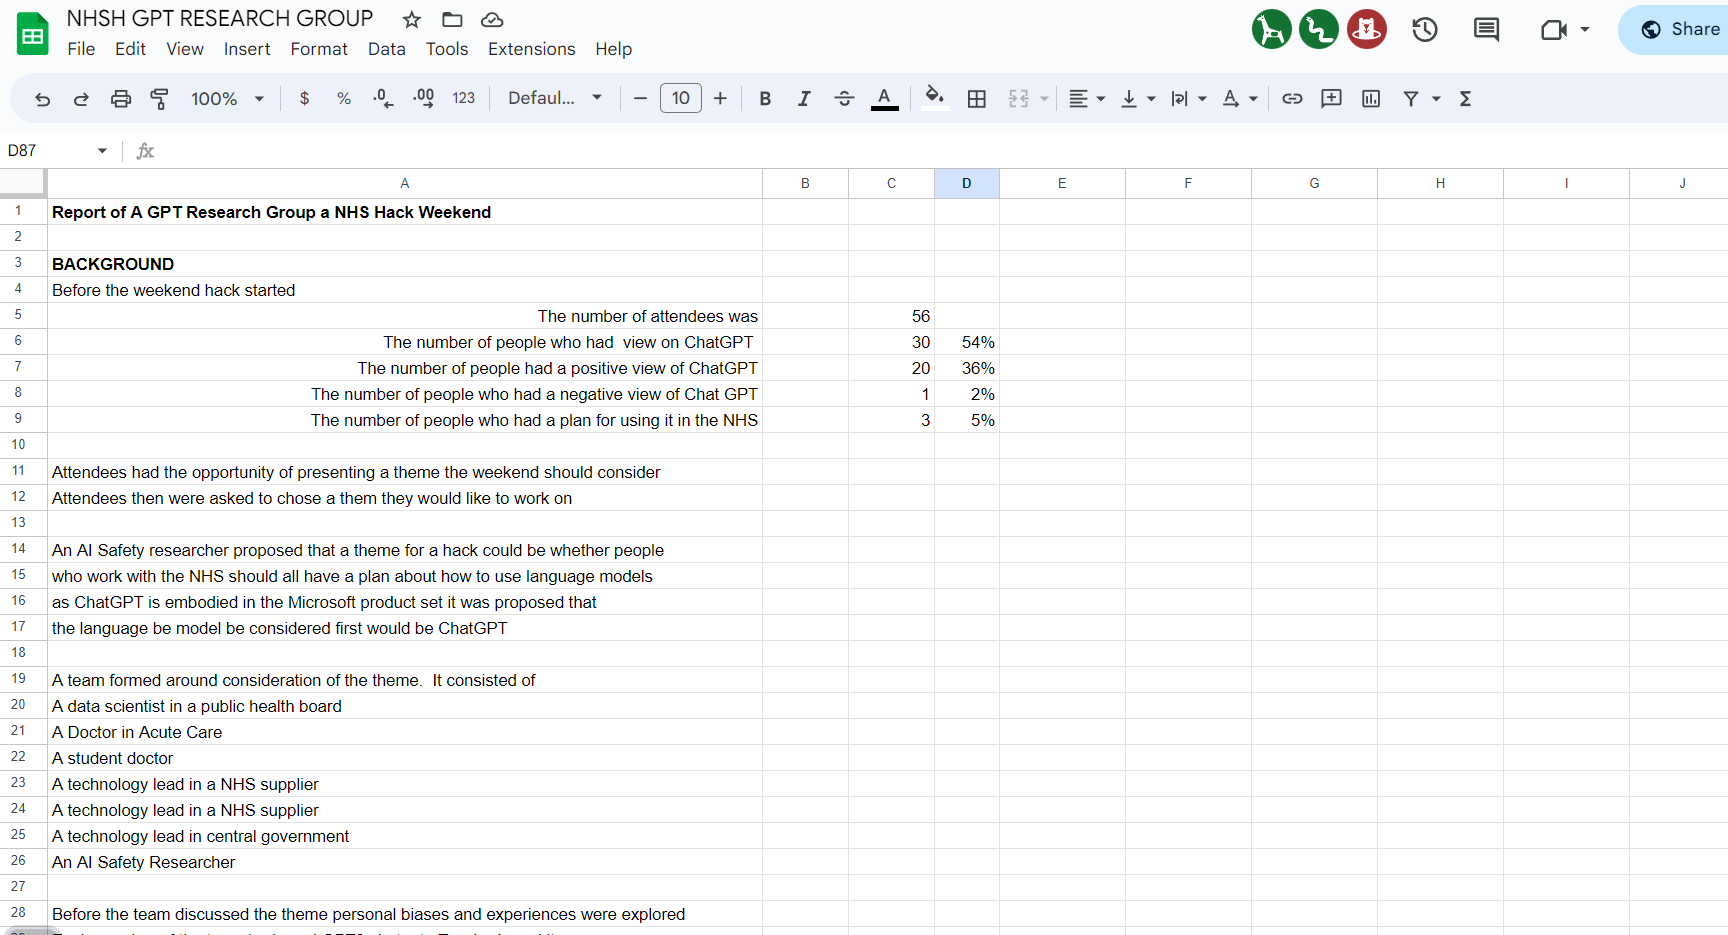 NHSH GPT RESEARCH GROUP
File Edit View Insert Format Data Tools Extensions Help
Share
100% $ % .0 .00 123 Defaul... 10 B I A
D87 fx
A B C D E F G H I J
1 Report of A GPT Research Group a NHS Hack Weekend
2
3 BACKGROUND
4 Before the weekend hack started
5 The number of attendees was 56
6 The number of people who had view on ChatGPT 30 54%
7 The number of people had a positive view of ChatGPT 20 36%
8 The number of people who had a negative view of Chat GPT 1 2%
9 The number of people who had a plan for using it in the NHS 3 5%
10
11 Attendees had the opportunity of presenting a theme the weekend should consider
12 Attendees then were asked to chose a them they would like to work on
13
14 An AI Safety researcher proposed that a theme for a hack could be whether people
15 who work with the NHS should all have a plan about how to use language models
16 as ChatGPT is embodied in the Microsoft product set it was proposed that
17 the language be model be considered first would be ChatGPT
18
19 A team formed around consideration of the theme. It consisted of
20 A data scientist in a public health board
21 A Doctor in Acute Care
22 A student doctor
23 A technology lead in a NHS supplier
24 A technology lead in a NHS supplier
25 A technology lead in central government
26 An AI Safety Researcher
27
28 Before the team discussed the theme personal biases and experiences were explored